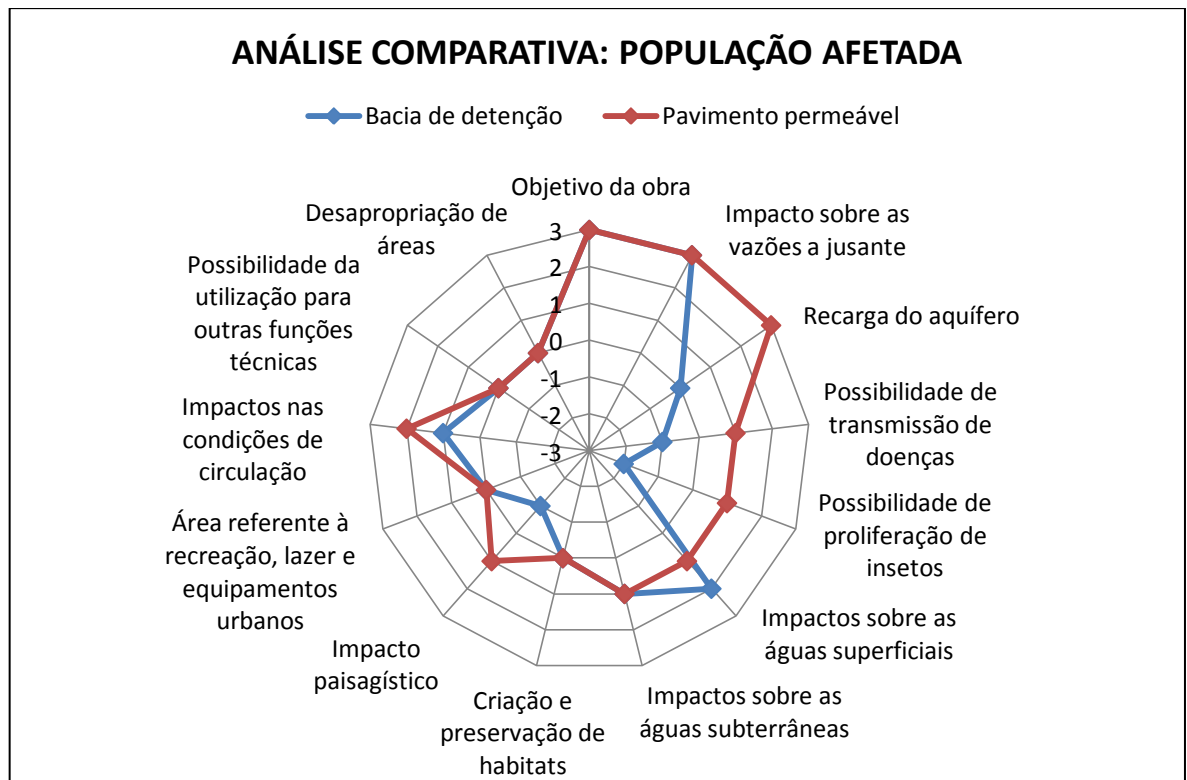 ANÁLISE COMPARATIVA: POPULAÇÃO AFETADA
Bacia de detenção
Pavimento permeável
Objetivo da obra
Impacto sobre as
vazões a jusante
Recarga do aquífero
Possibilidade de
transmissão de
doenças
Possibilidade de
proliferação de
insetos
Impactos sobre as
águas superficiais
Impactos sobre as
águas subterrâneas
Criação e
preservação de
habitats
Impacto
paisagístico
Área referente à
recreação, lazer e
equipamentos
urbanos
Impactos nas
condições de
circulação
Possibilidade da
utilização para
outras funções
técnicas
Desapropriação de
áreas
3
2
1
0
-1
-2
-3